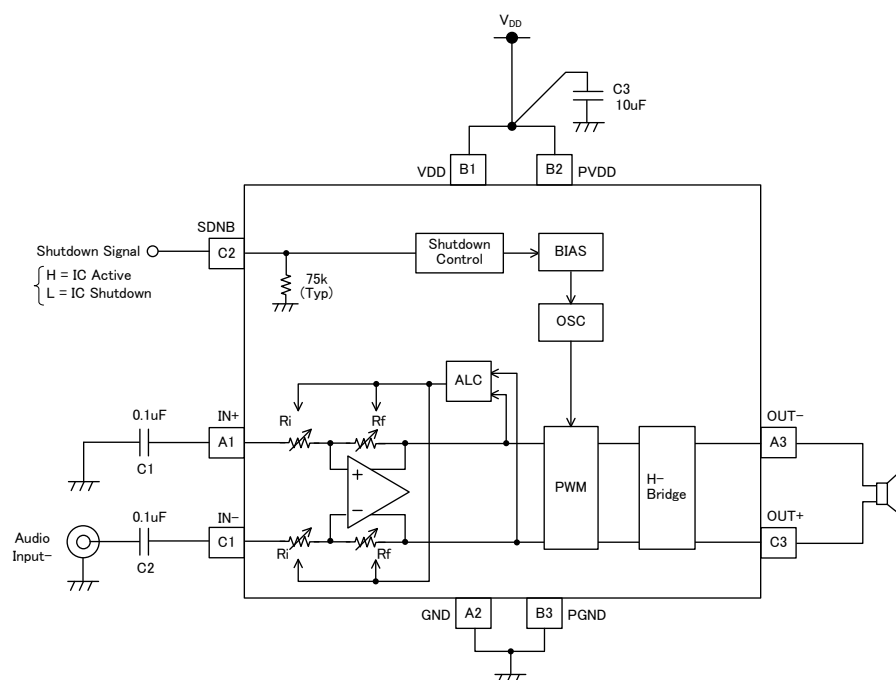 VDD
C3
10uF
VDD
B1
B2
PVDD
SDNB
Shutdown Signal
C2
H = IC Active
L = IC Shutdown
75k
(Typ)
Shutdown
Control
BIAS
OSC
ALC
0.1uF
IN+
Ri
Rf
OUT-
A1
A3
C1
+
PWM
H-
Bridge
-
0.1uF
IN-
OUT+
Audio
Input-
C1
C3
C2
Ri
Rf
GND
A2
B3
PGND